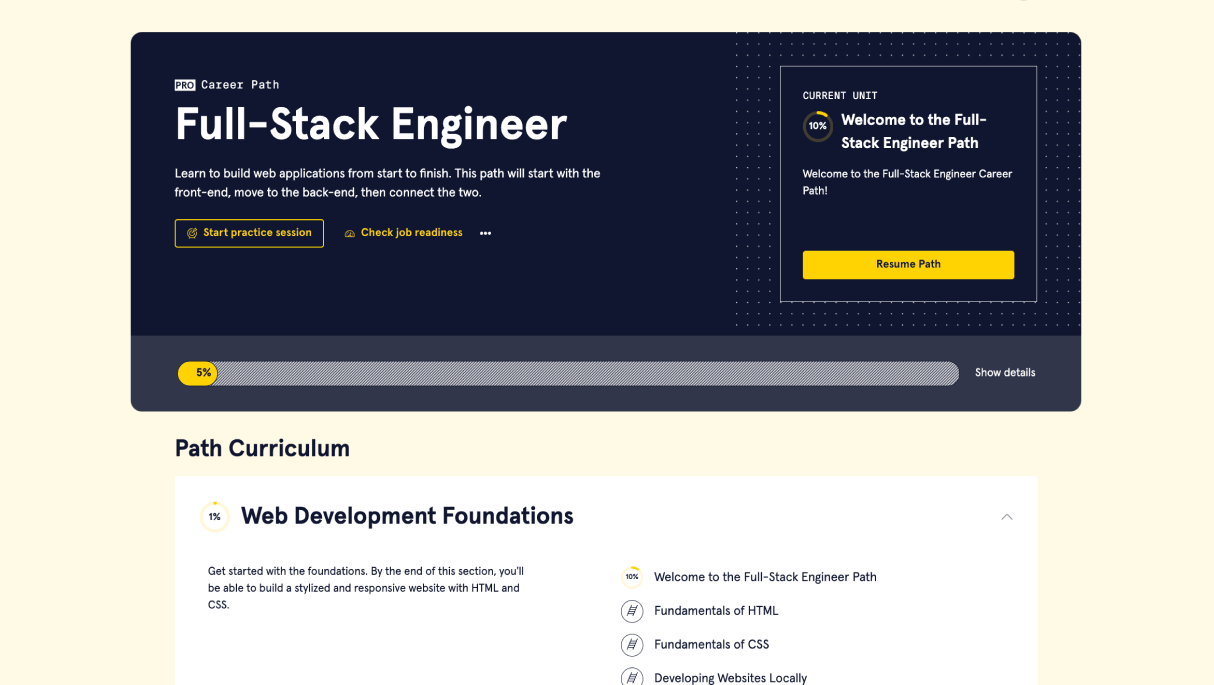 PRO Career Path
Full-Stack Engineer
Learn to build web applications from start to finish. This path will start with the
front-end, move to the back-end, then connect the two.
Start practice session
Check job readiness
CURRENT UNIT
10%
Welcome to the Full-
Stack Engineer Path
Welcome to the Full-Stack Engineer Career
Path!
Resume Path
5%
Show details
Path Curriculum
1%
Web Development Foundations
Get started with the foundations. By the end of this section, you'll
be able to build a stylized and responsive website with HTML and
CSS.
10%
Welcome to the Full-Stack Engineer Path
Fundamentals of HTML
Fundamentals of CSS
Developing Websites Locally